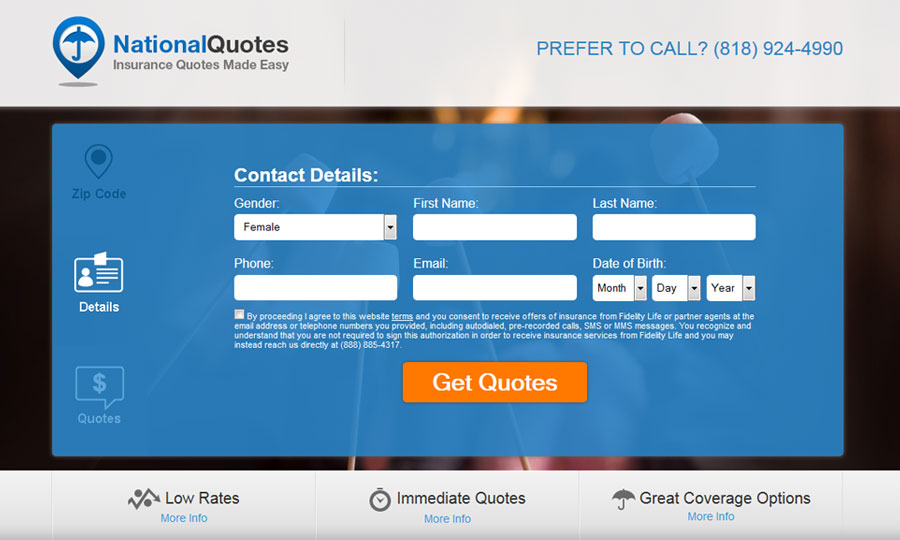 NationalQuotes
Insurance Quotes Made Easy
PREFER TO CALL? (818) 924-4990
Zip Code
Details
Quotes
Contact Details:
Gender: First Name: Last Name:
Female
Phone: Email: Date of Birth:
Month Day Year
By proceeding I agree to this website terms and you consent to receive offers of insurance from Fidelity Life or partner agents at the
email address or telephone numbers you provided, including autodialed, pre-recorded calls, SMS or MMS messages. You recognize and
understand that you are not required to sign this authorization in order to receive insurance services from Fidelity Life and you may
instead reach us directly at (888) 885-4317.
Get Quotes
Low Rates
More Info
Immediate Quotes
More Info
Great Coverage Options
More Info